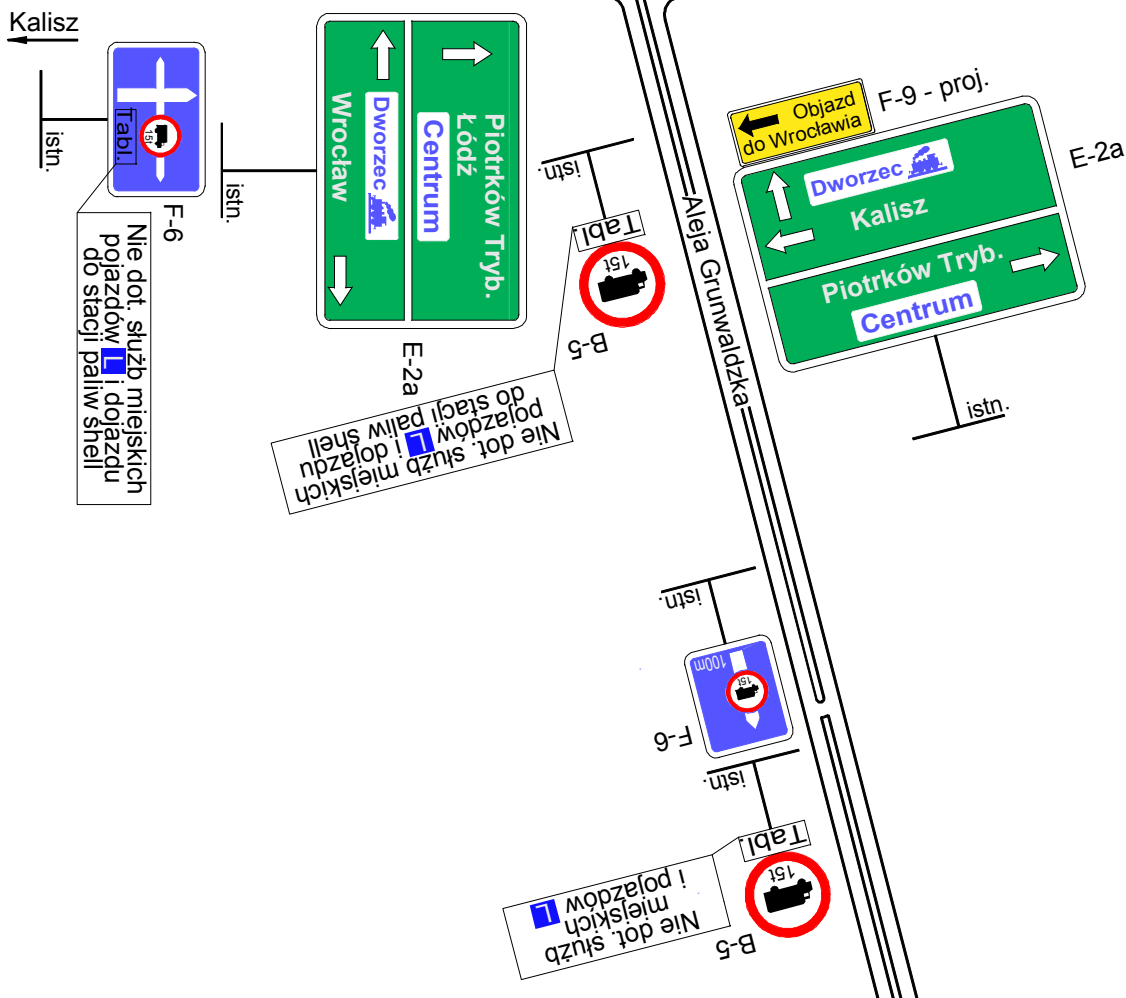 Kalisz
istn.
15t
Tabl.
F-6
istn.
Nie dot. służb miejskich
pojazdów L i dojazdu
do stacji paliw shell
Piotrków Tryb.
Łódź
Centrum
Dworzec
Wrocław
E-2a
istn.
Tabl.
15t
B-5
Nie dot. służb miejskich
pojazdów L i dojazdu
do stacji paliw shell
Aleja Grunwaldzka
Objazd
do Wrocławia
F-9 - proj.
E-2a
Dworzec
Kalisz
Piotrków Tryb.
Centrum
istn.
istn.
100m
15t
F-6
istn.
Tabl.
15t
B-5
Nie dot. służb
miejskich
i pojazdów L